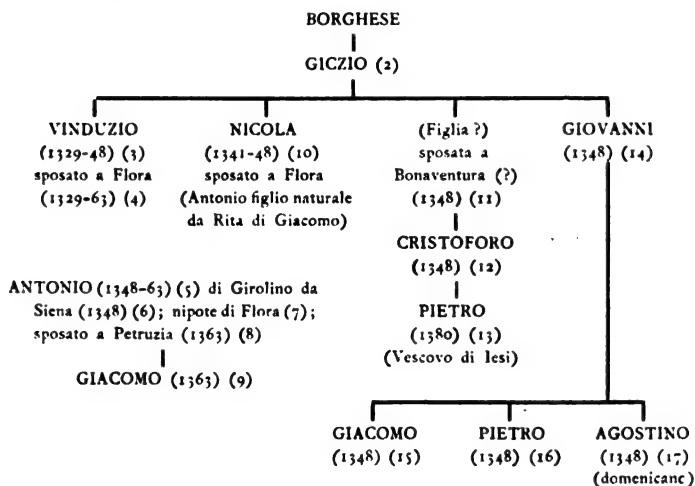 BORGHESE
GICZIO (2)
VINDUZIO
(1329-48) (3)
sposato a Flora
(1329-63) (4)
NICOLA
(1341-48) (10)
sposato a Flora
(Antonio figlio naturale
da Rita di Giacomo)
(Figlia ?)
sposata a
Bonaventura (?)
(1348) (11)
CRISTOFORO
(1348) (12)
PIETRO
(1380) (13)
(Vescovo di Iesi)
GIOVANNI
(1348) (14)
ANTONIO (1348-63) (5) di Girolino da
Siena (1348) (6); nipote di Flora (7);
sposato a Petruzia (1363) (8)
GIACOMO (1363) (9)
GIACOMO
(1348) (15)
PIETRO
(1348) (16)
AGOSTINO
(1348) (17)
(domenicanc)